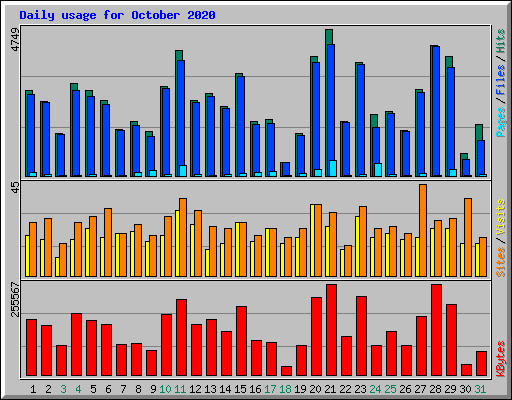 Daily usage for October 2020
4749
Pages / Files / Hits
45
Sites / Visits
255567
KBytes
1 2 3 4 5 6 7 8 9 10 11 12 13 14 15 16 17 18 19 20 21 22 23 24 25 26 27 28 29 30 31